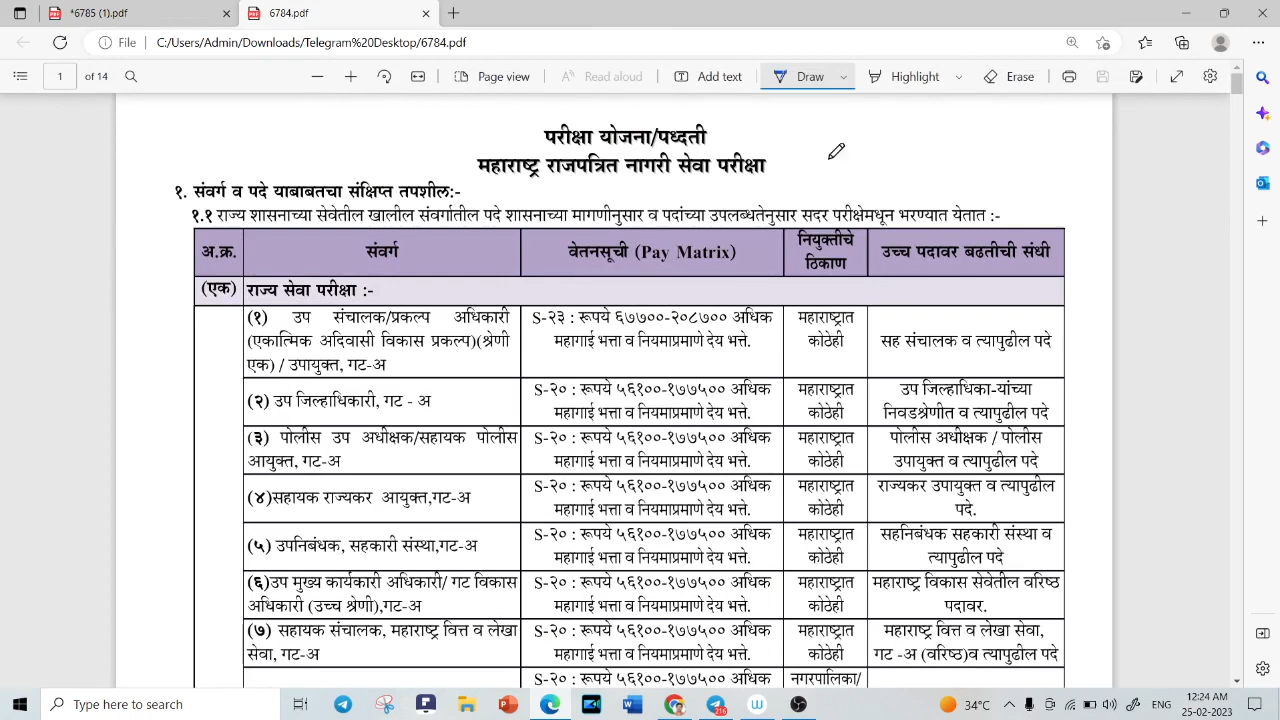 *6785 (1).pdf
6784.pdf
File
C:/Users/Admin/Downloads/Telegram%20Desktop/6784.pdf
1 of 14
Page view
Read aloud
Add text
Draw
Highlight
Erase
परीक्षा योजना/पध्दती
महाराष्ट्र राजपत्रित नागरी सेवा परीक्षा
१. संवर्ग व पदे याबाबतचा संक्षिप्त तपशील:-
१.१ राज्य शासनाच्या सेवेतील खालील संवर्गातील पदे शासनाच्या मागणीनुसार व पदांच्या उपलब्धतेनुसार सदर परीक्षेमधून भरण्यात येतात :-
अ.क्र. संवर्ग वेतनसूची (Pay Matrix) नियुक्तीचे ठिकाण उच्च पदावर बढतीची संधी
(एक) राज्य सेवा परीक्षा :-
(१) उप संचालक/प्रकल्प अधिकारी
(एकात्मिक अदिवासी विकास प्रकल्प)(श्रेणी
एक) / उपायुक्त, गट-अ
S-२३ : रूपये ६७७००-२०८७०० अधिक
महागाई भत्ता व नियमाप्रमाणे देय भत्ते.
महाराष्ट्रात
कोठेही
सह संचालक व त्यापुढील पदे
(२) उप जिल्हाधिकारी, गट - अ
S-२० : रूपये ५६१००-१७७५०० अधिक
महागाई भत्ता व नियमाप्रमाणे देय भत्ते.
महाराष्ट्रात
कोठेही
उप जिल्हाधिका-यांच्या
निवडश्रेणीत व त्यापुढील पदे
(३) पोलीस उप अधीक्षक/सहायक पोलीस
आयुक्त, गट-अ
S-२० : रूपये ५६१००-१७७५०० अधिक
महागाई भत्ता व नियमाप्रमाणे देय भत्ते.
महाराष्ट्रात
कोठेही
पोलीस अधीक्षक / पोलीस
उपायुक्त व त्यापुढील पदे
(४)सहायक राज्यकर आयुक्त,गट-अ
S-२० : रूपये ५६१००-१७७५०० अधिक
महागाई भत्ता व नियमाप्रमाणे देय भत्ते.
महाराष्ट्रात
कोठेही
राज्यकर उपायुक्त व त्यापुढील
पदे.
(५) उपनिबंधक, सहकारी संस्था,गट-अ
S-२० : रूपये ५६१००-१७७५०० अधिक
महागाई भत्ता व नियमाप्रमाणे देय भत्ते.
महाराष्ट्रात
कोठेही
सहनिबंधक सहकारी संस्था व
त्यापुढील पदे
(६)उप मुख्य कार्यकारी अधिकारी/ गट विकास
अधिकारी (उच्च श्रेणी),गट-अ
S-२० : रूपये ५६१००-१७७५०० अधिक
महागाई भत्ता व नियमाप्रमाणे देय भत्ते.
महाराष्ट्रात
कोठेही
महाराष्ट्र विकास सेवेतील वरिष्ठ
पदावर.
(७) सहायक संचालक, महाराष्ट्र वित्त व लेखा
सेवा, गट-अ
S-२० : रूपये ५६१००-१७७५०० अधिक
महागाई भत्ता व नियमाप्रमाणे देय भत्ते.
महाराष्ट्रात
कोठेही
महाराष्ट्र वित्त व लेखा सेवा,
गट -अ (वरिष्ठ)व त्यापुढील पदे
S-२० : रूपये ५६१००-१७७५०० अधिक
नगरपालिका/
Type here to search
216
34°C
ENG
12:24 AM
25-02-2023